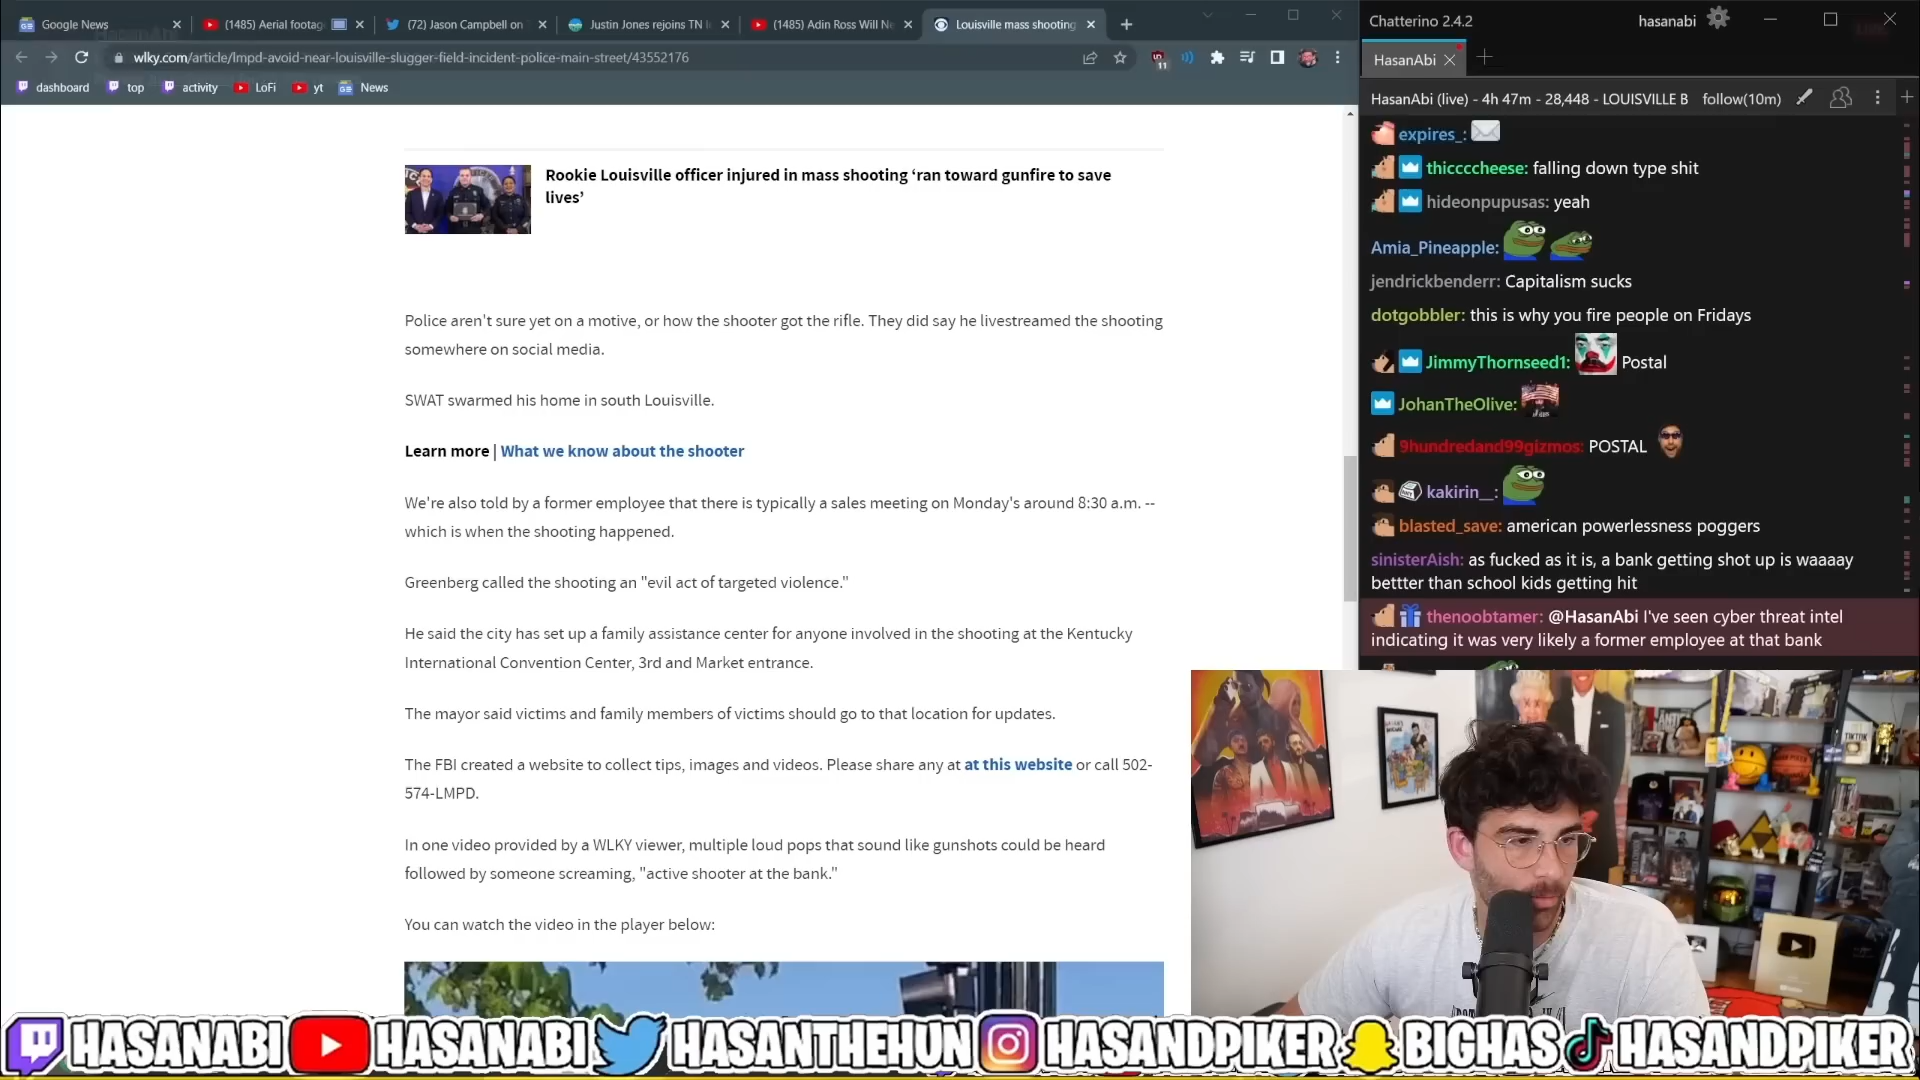 Google News
(1485) Aerial footag
(72) Jason Campbell on
Justin Jones rejoins TN l
(1485) Adin Ross Will Ne
Louisville mass shooting
wlky.com/article/lmpd-avoid-near-louisville-slugger-field-incident-police-main-street/43552176
11
dashboard
top
activity
LoFi
yt
News
Rookie Louisville officer injured in mass shooting ‘ran toward gunfire to save
lives’
Police aren't sure yet on a motive, or how the shooter got the rifle. They did say he livestreamed the shooting
somewhere on social media.
SWAT swarmed his home in south Louisville.
Learn more | What we know about the shooter
We're also told by a former employee that there is typically a sales meeting on Monday's around 8:30 a.m. --
which is when the shooting happened.
Greenberg called the shooting an "evil act of targeted violence."
He said the city has set up a family assistance center for anyone involved in the shooting at the Kentucky
International Convention Center, 3rd and Market entrance.
The mayor said victims and family members of victims should go to that location for updates.
The FBI created a website to collect tips, images and videos. Please share any at at this website or call 502-
574-LMPD.
In one video provided by a WLKY viewer, multiple loud pops that sound like gunshots could be heard
followed by someone screaming, "active shooter at the bank."
You can watch the video in the player below:
Chatterino 2.4.2
hasanabi
HasanAbi
HasanAbi (live) - 4h 47m - 28,448 - LOUISVILLE B follow(10m)
expires_:
thiccccheese: falling down type shit
hideonpupusas: yeah
Amia_Pineapple:
jendrickbenderr: Capitalism sucks
dotgobbler: this is why you fire people on Fridays
JimmyThornseed1: Postal
JohanTheOlive:
9hundredand99gizmos: POSTAL
kakirin__:
blasted_save: american powerlessness poggers
sinisterAish: as fucked as it is, a bank getting shot up is waaaay
bettter than school kids getting hit
thenoobtamer: @HasanAbi I've seen cyber threat intel
indicating it was very likely a former employee at that bank
HASANABI HASANABI HASANTHEHUN HASANDPIKER BIGHAS HASANDPIKER